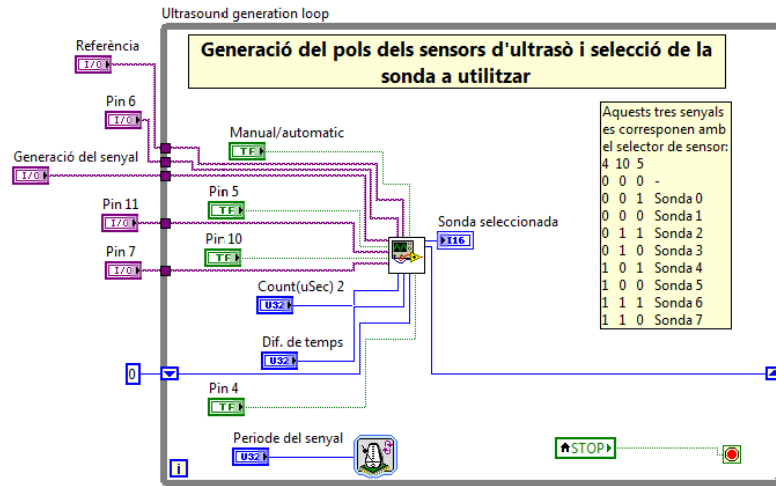 Ultrasound generation loop
Generació del pols dels sensors d'ultrasò i selecció de la
sonda a utilitzar
Referència
I/O
Pin 6
I/O
Generació del senyal
I/O
Pin 11
I/O
Pin 7
I/O
Manual/automatic
TF
Pin 5
TF
Pin 10
TF
Count(uSec) 2
U32
Dif. de temps
U32
0
Pin 4
TF
Periode del senyal
U32
i
Sonda seleccionada
I16
Aquests tres senyals
es corresponen amb
el selector de sensor:
4 10 5
0 0 0 -
0 0 1 Sonda 0
0 0 0 Sonda 1
0 1 1 Sonda 2
0 1 0 Sonda 3
1 0 1 Sonda 4
1 0 0 Sonda 5
1 1 1 Sonda 6
1 1 0 Sonda 7
STOP